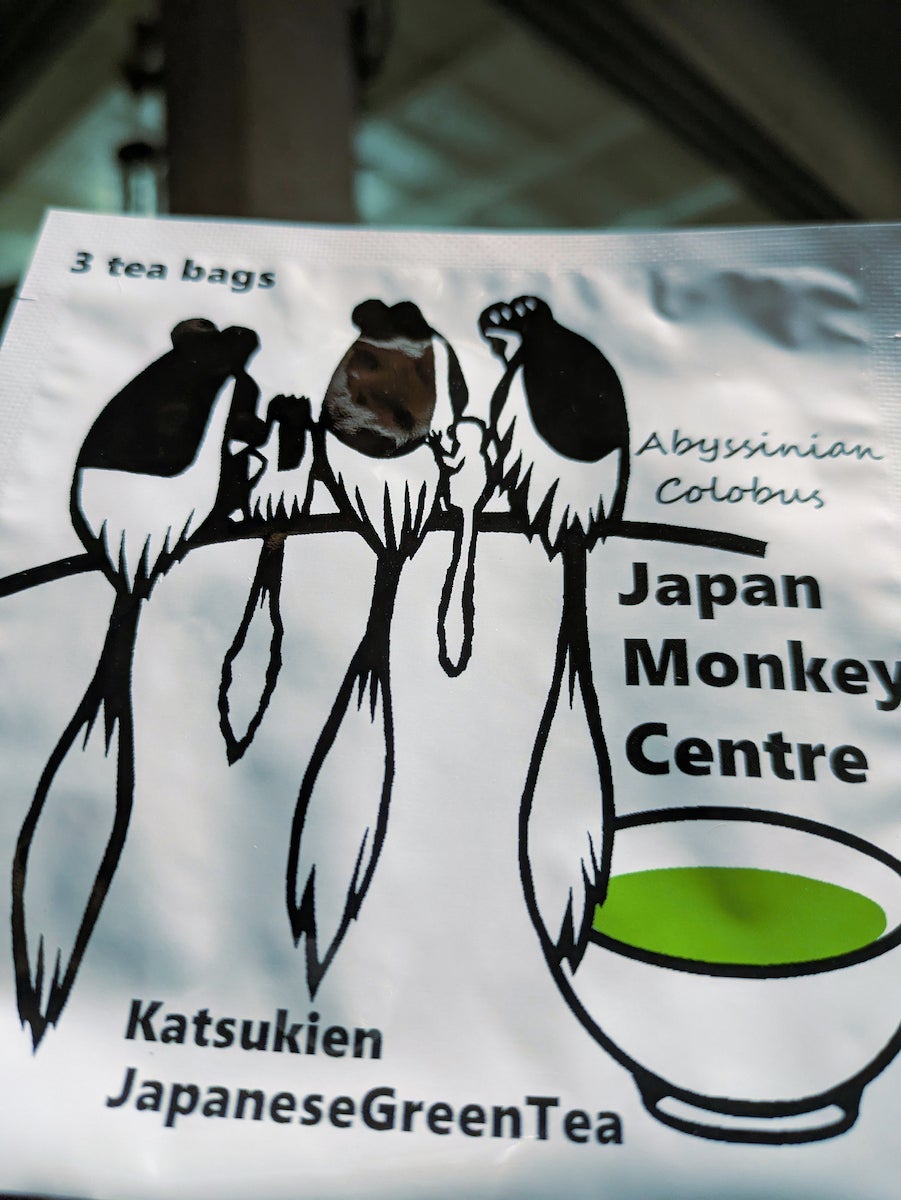 3 tea bags
Abyssinian
Colobus
Japan
Monkey
Centre
Katsukien
JapaneseGreenTea